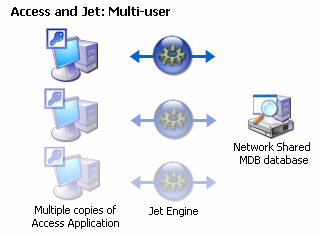 Access and Jet: Multi-user
Network Shared
MDB database
Multiple copies of
Access Application
Jet Engine